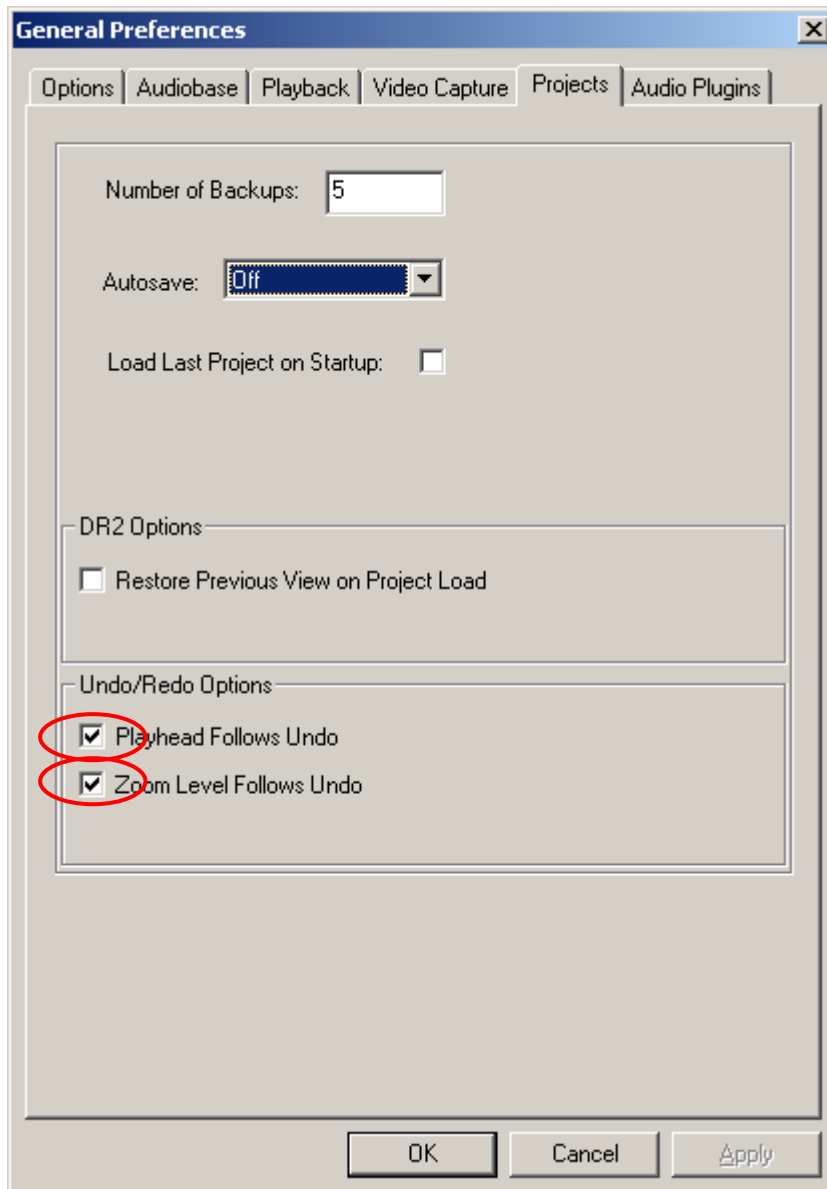 General Preferences
Options Audiobase Playback Video Capture Projects Audio Plugins
Number of Backups: 5
Autosave: Off
Load Last Project on Startup:
DR2 Options
Restore Previous View on Project Load
Undo/Redo Options
Playhead Follows Undo
Zoom Level Follows Undo
OK Cancel Apply